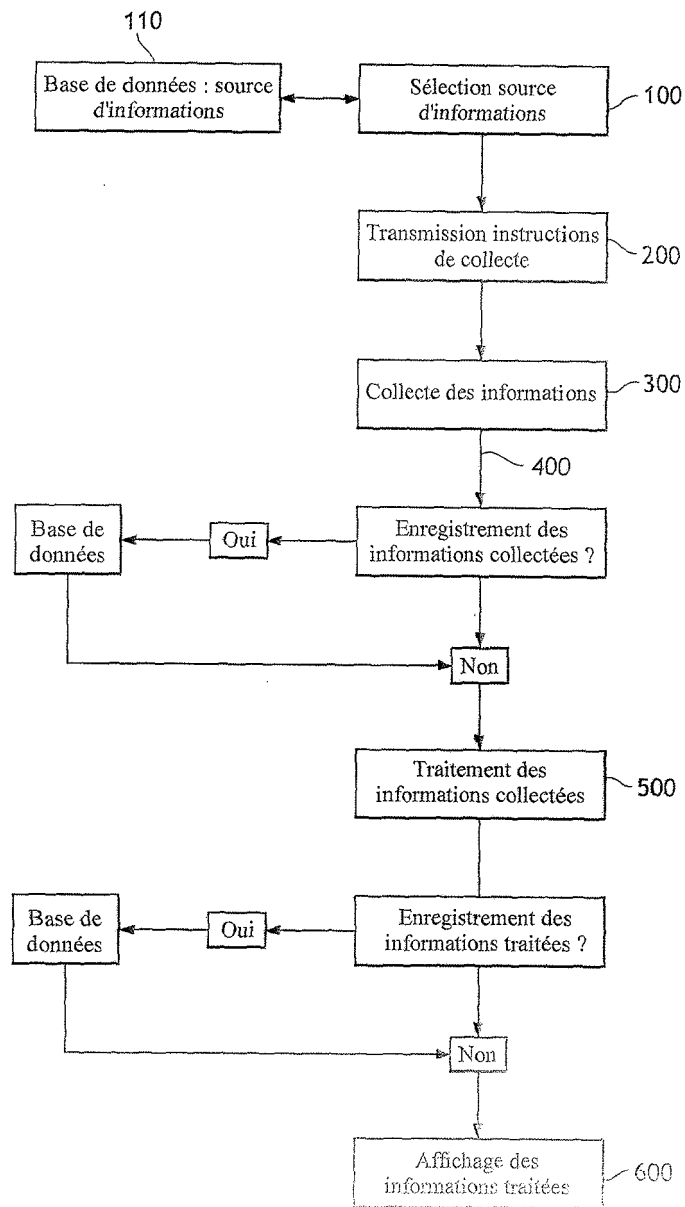 110
Base de données : source
d'informations
Sélection source
d'informations
100
Transmission instructions
de collecte
200
Collecte des informations
300
400
Base de
données
Oui
Enregistrement des
informations collectées ?
Non
Traitement des
informations collectées
500
Base de
données
Oui
Enregistrement des
informations traitées ?
Non
Affichage des
informations traitées
600